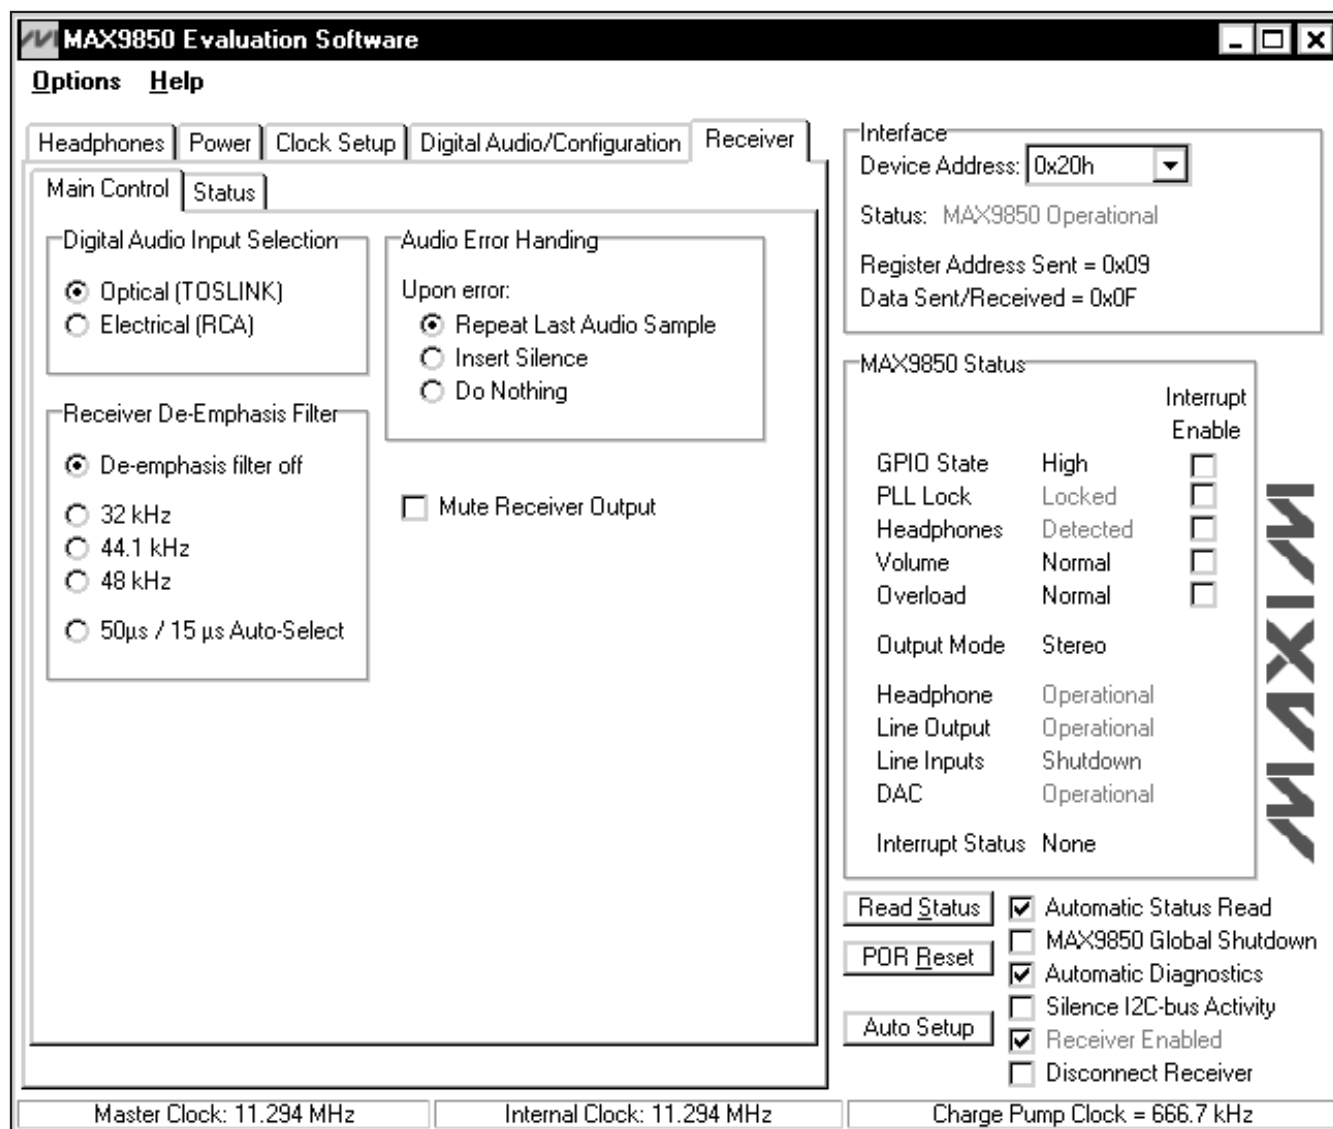 MAX9850 Evaluation Software
Options Help
Headphones Power Clock Setup Digital Audio/Configuration Receiver
Main Control Status
Digital Audio Input Selection
Optical (TOSLINK)
Electrical (RCA)
Receiver De-Emphasis Filter
De-emphasis filter off
32 kHz
44.1 kHz
48 kHz
50µs / 15 µs Auto-Select
Audio Error Handing
Upon error:
Repeat Last Audio Sample
Insert Silence
Do Nothing
Mute Receiver Output
Interface
Device Address: 0x20h
Status: MAX9850 Operational
Register Address Sent = 0x09
Data Sent/Received = 0x0F
MAX9850 Status
Interrupt
Enable
GPIO State High
PLL Lock Locked
Headphones Detected
Volume Normal
Overload Normal
Output Mode Stereo
Headphone Operational
Line Output Operational
Line Inputs Shutdown
DAC Operational
Interrupt Status None
MAXIM
Read Status
POR Reset
Auto Setup
Automatic Status Read
MAX9850 Global Shutdown
Automatic Diagnostics
Silence I2C-bus Activity
Receiver Enabled
Disconnect Receiver
Master Clock: 11.294 MHz Internal Clock: 11.294 MHz Charge Pump Clock = 666.7 kHz